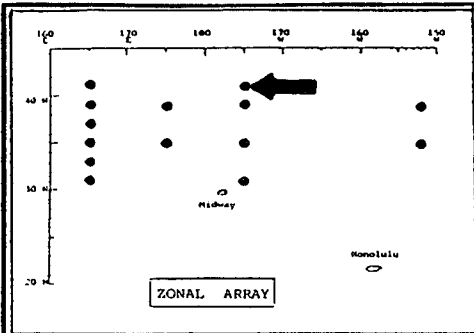 160 170 180 170 160 150
E E W W W W
40 N
30 N
Midway
Honolulu
20 N
ZONAL ARRAY